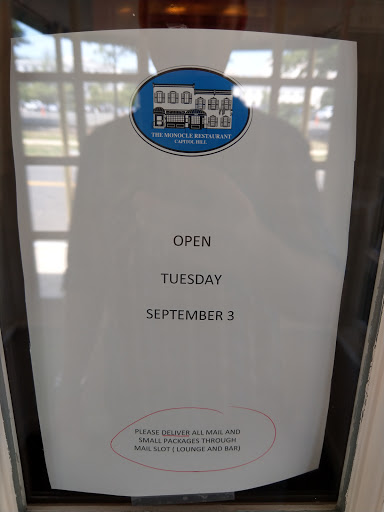 THE MONOCLE RESTAURANT
CAPITOL HILL
OPEN
TUESDAY
SEPTEMBER 3
PLEASE DELIVER ALL MAIL AND
SMALL PACKAGES THROUGH
MAIL SLOT ( LOUNGE AND BAR)